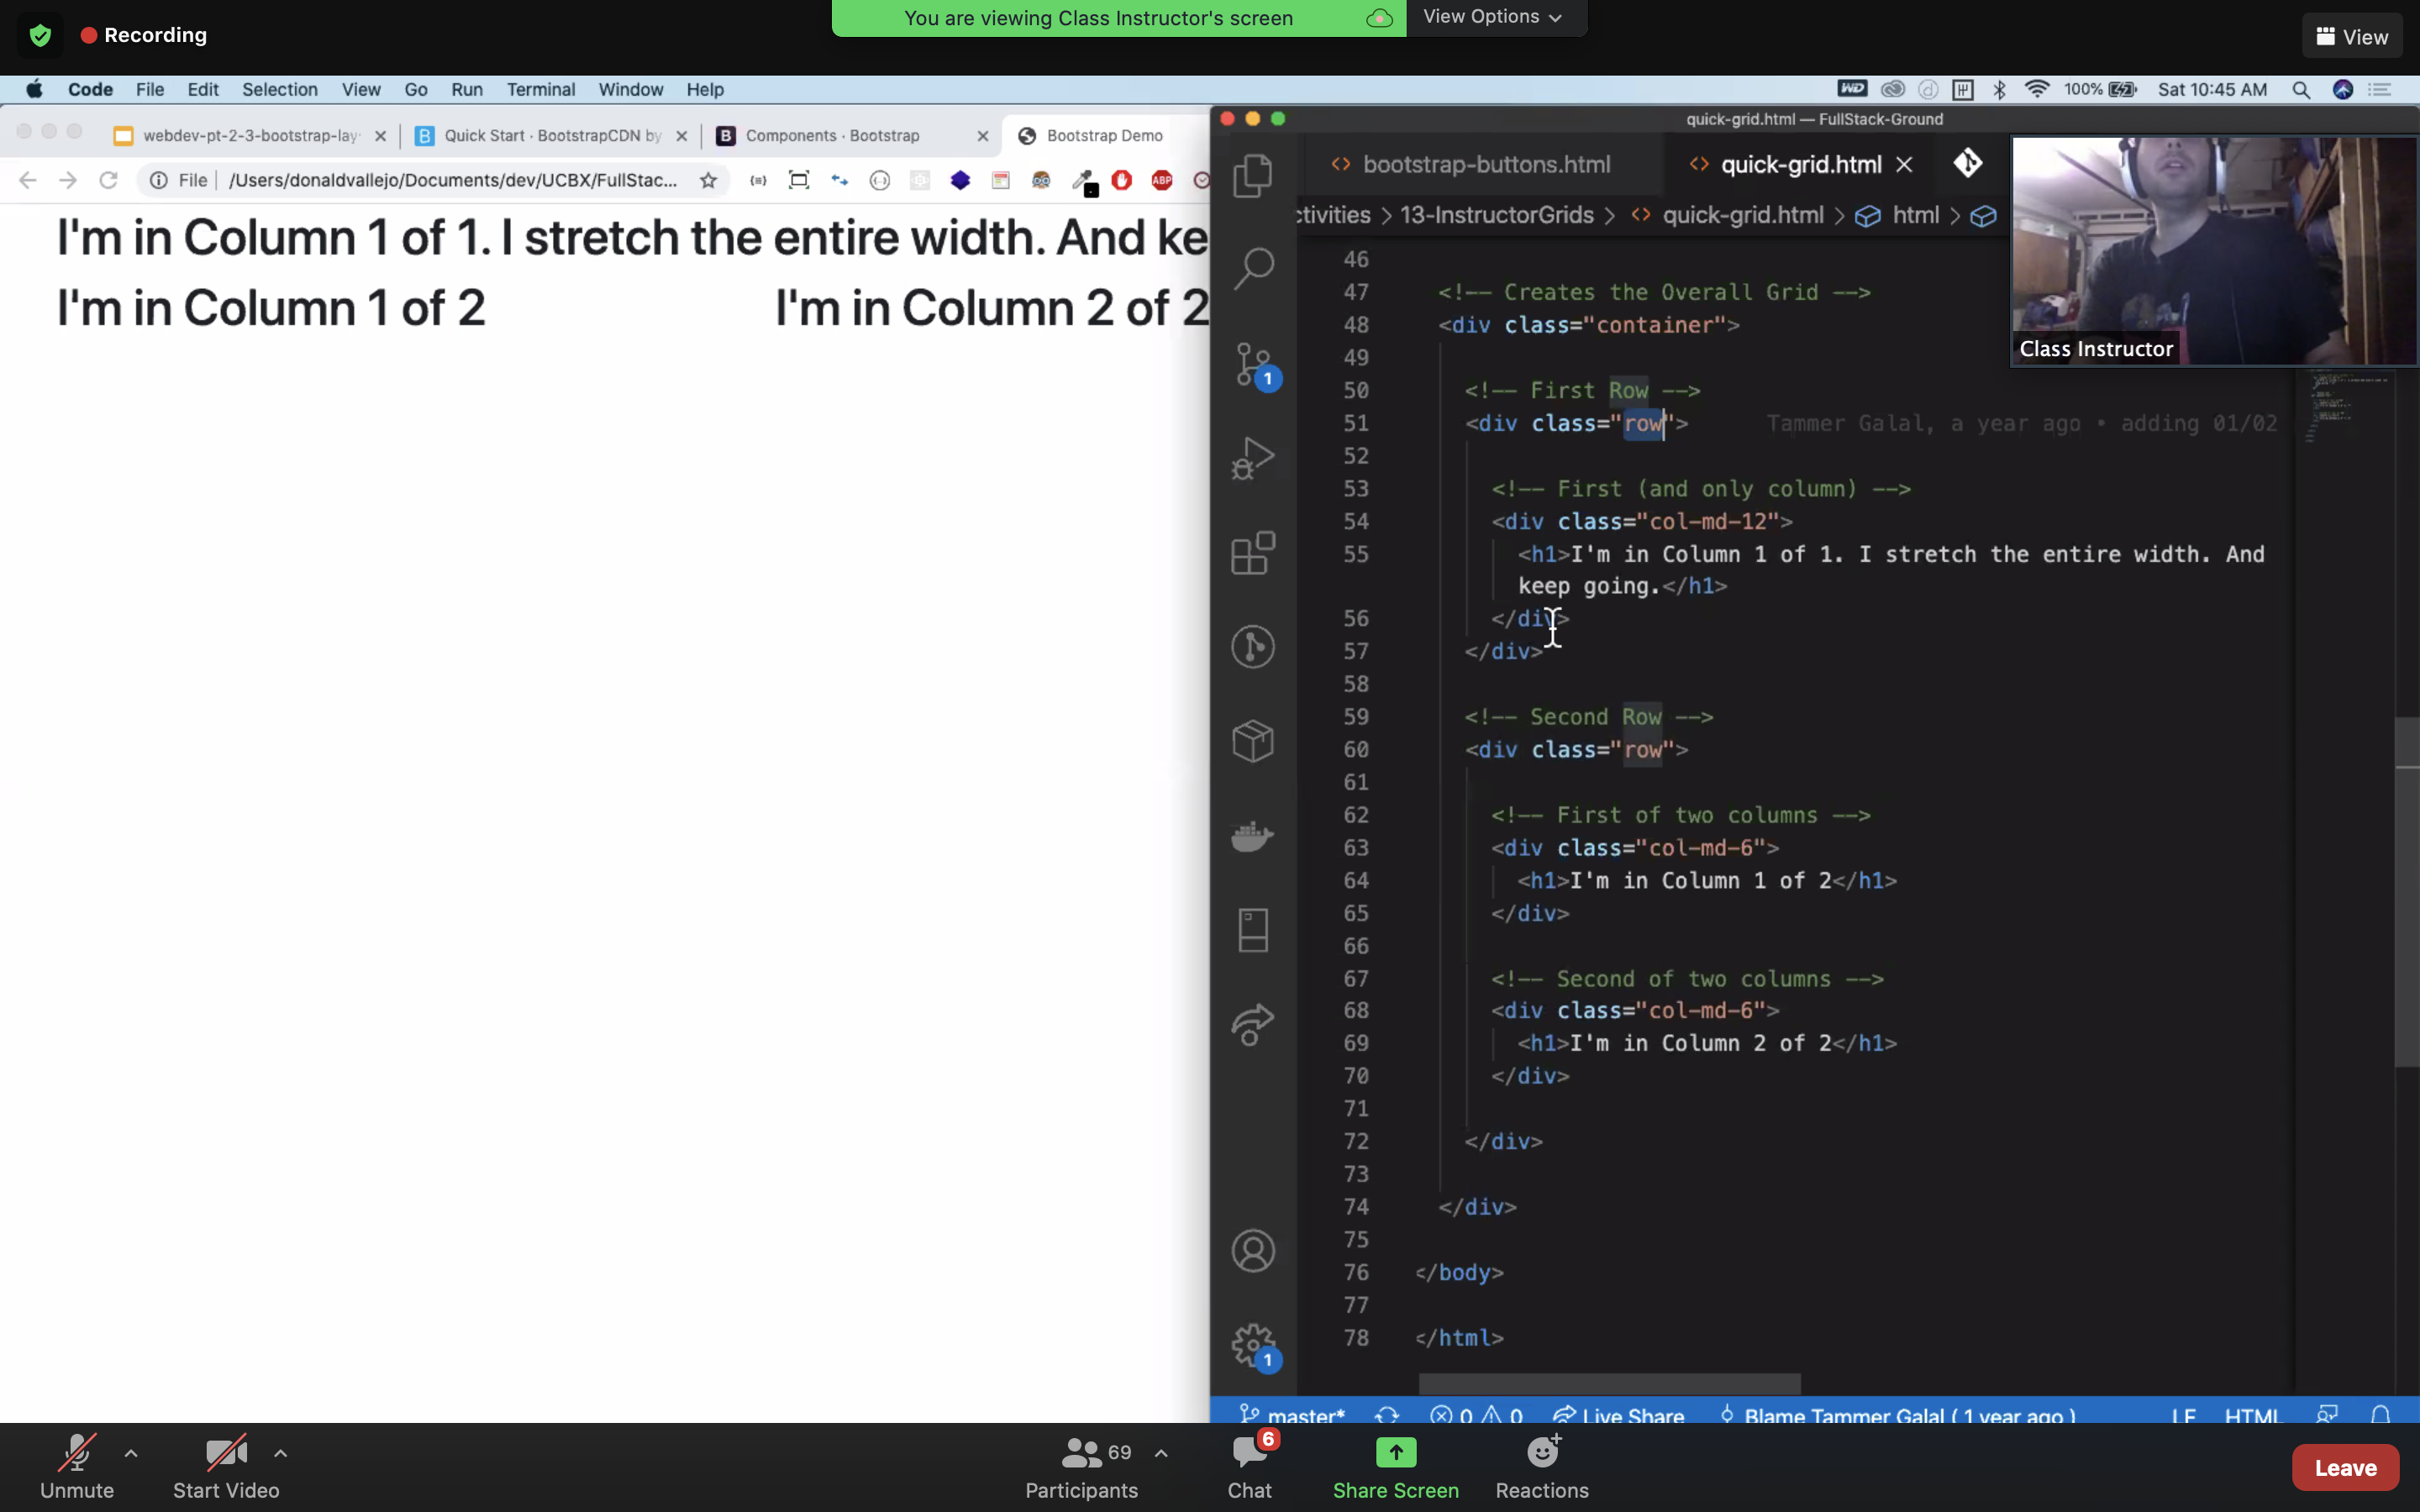 You are viewing Class Instructor's screen
View Options
Recording
View
Code File Edit Selection View Go Run Terminal Window Help
WD
100%
Sat 10:45 AM
webdev-pt-2-3-bootstrap-lay
Quick Start · BootstrapCDN by
Components · Bootstrap
Bootstrap Demo
File
/Users/donaldvallejo/Documents/dev/UCBX/FullStac...
ABP
I'm in Column 1 of 1. I stretch the entire width. And ke
I'm in Column 1 of 2
I'm in Column 2 of 2
quick-grid.html — FullStack-Ground
bootstrap-buttons.html
quick-grid.html
ctivities > 13-InstructorGrids > quick-grid.html > html >
Class Instructor
46
47 <!-- Creates the Overall Grid -->
48 <div class="container">
49
50 <!-- First Row -->
51 <div class="row"> Tammer Galal, a year ago • adding 01/02
52
53 <!-- First (and only column) -->
54 <div class="col-md-12">
55 <h1>I'm in Column 1 of 1. I stretch the entire width. And
keep going.</h1>
56 </div>
57 </div>
58
59 <!-- Second Row -->
60 <div class="row">
61
62 <!-- First of two columns -->
63 <div class="col-md-6">
64 <h1>I'm in Column 1 of 2</h1>
65 </div>
66
67 <!-- Second of two columns -->
68 <div class="col-md-6">
69 <h1>I'm in Column 2 of 2</h1>
70 </div>
71
72 </div>
73
74 </div>
75
76 </body>
77
78 </html>
1
1
master* 0 0 Live Share Blame Tammer Galal ( 1 year ago ) LF HTML
Unmute
Start Video
69
Participants
6
Chat
Share Screen
Reactions
Leave